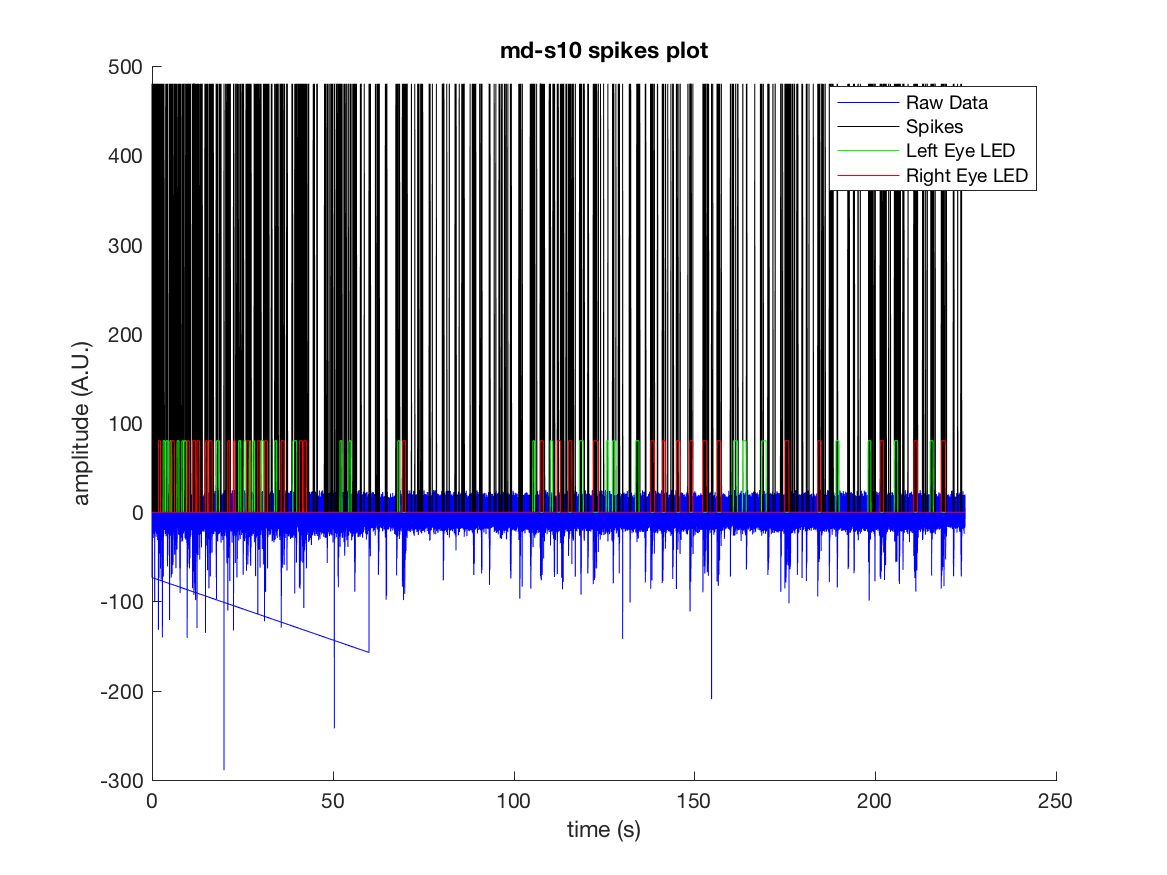 md-s10 spikes plot
500
400
300
200
100
0
-100
-200
-300
amplitude (A.U.)
Raw Data
Spikes
Left Eye LED
Right Eye LED
0 50 100 150 200 250
time (s)